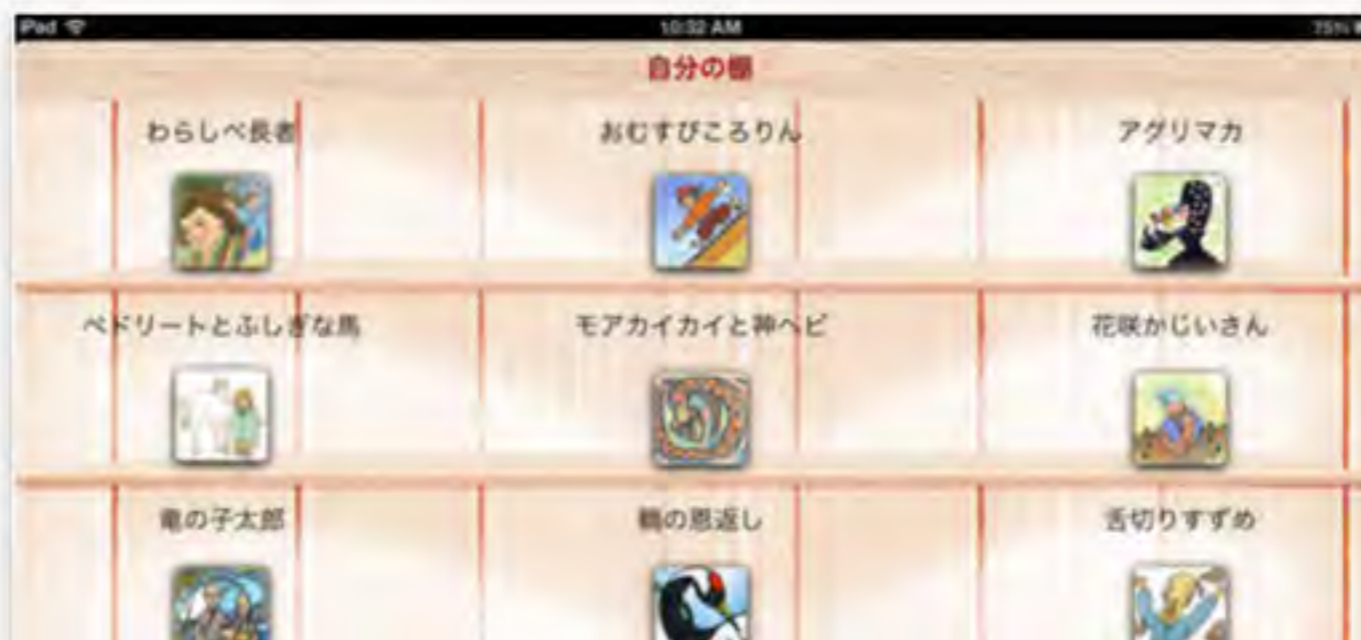 iPad 10:32 AM 75%
自分の棚
わらしべ長者 おむすびころりん アグリマカ
ペドリートとふしぎな馬 モアカイカイと神ヘビ 花咲かじいさん
竜の子太郎 鶴の恩返し 舌切りすずめ